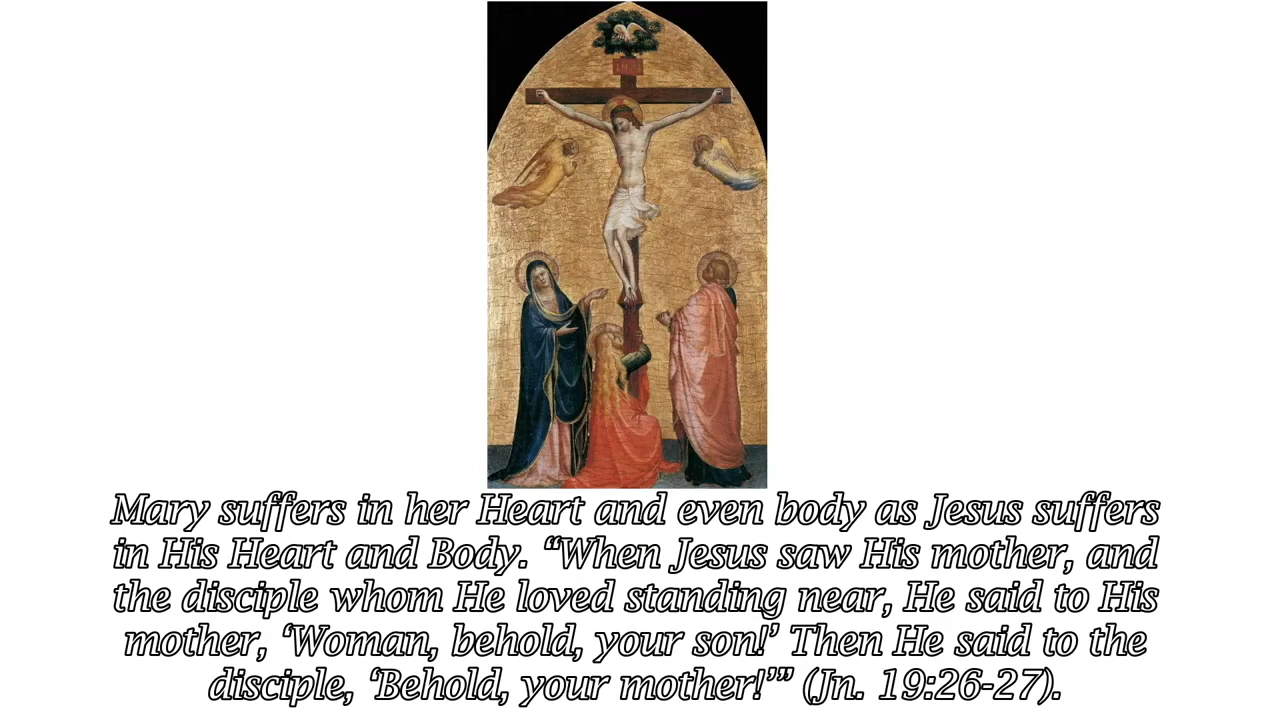 Mary suffers in her Heart and even body as Jesus suffers
in His Heart and Body. “When Jesus saw His mother, and
the disciple whom He loved standing near, He said to His
mother, ‘Woman, behold, your son!’ Then He said to the
disciple, ‘Behold, your mother!’” (Jn. 19:26-27).